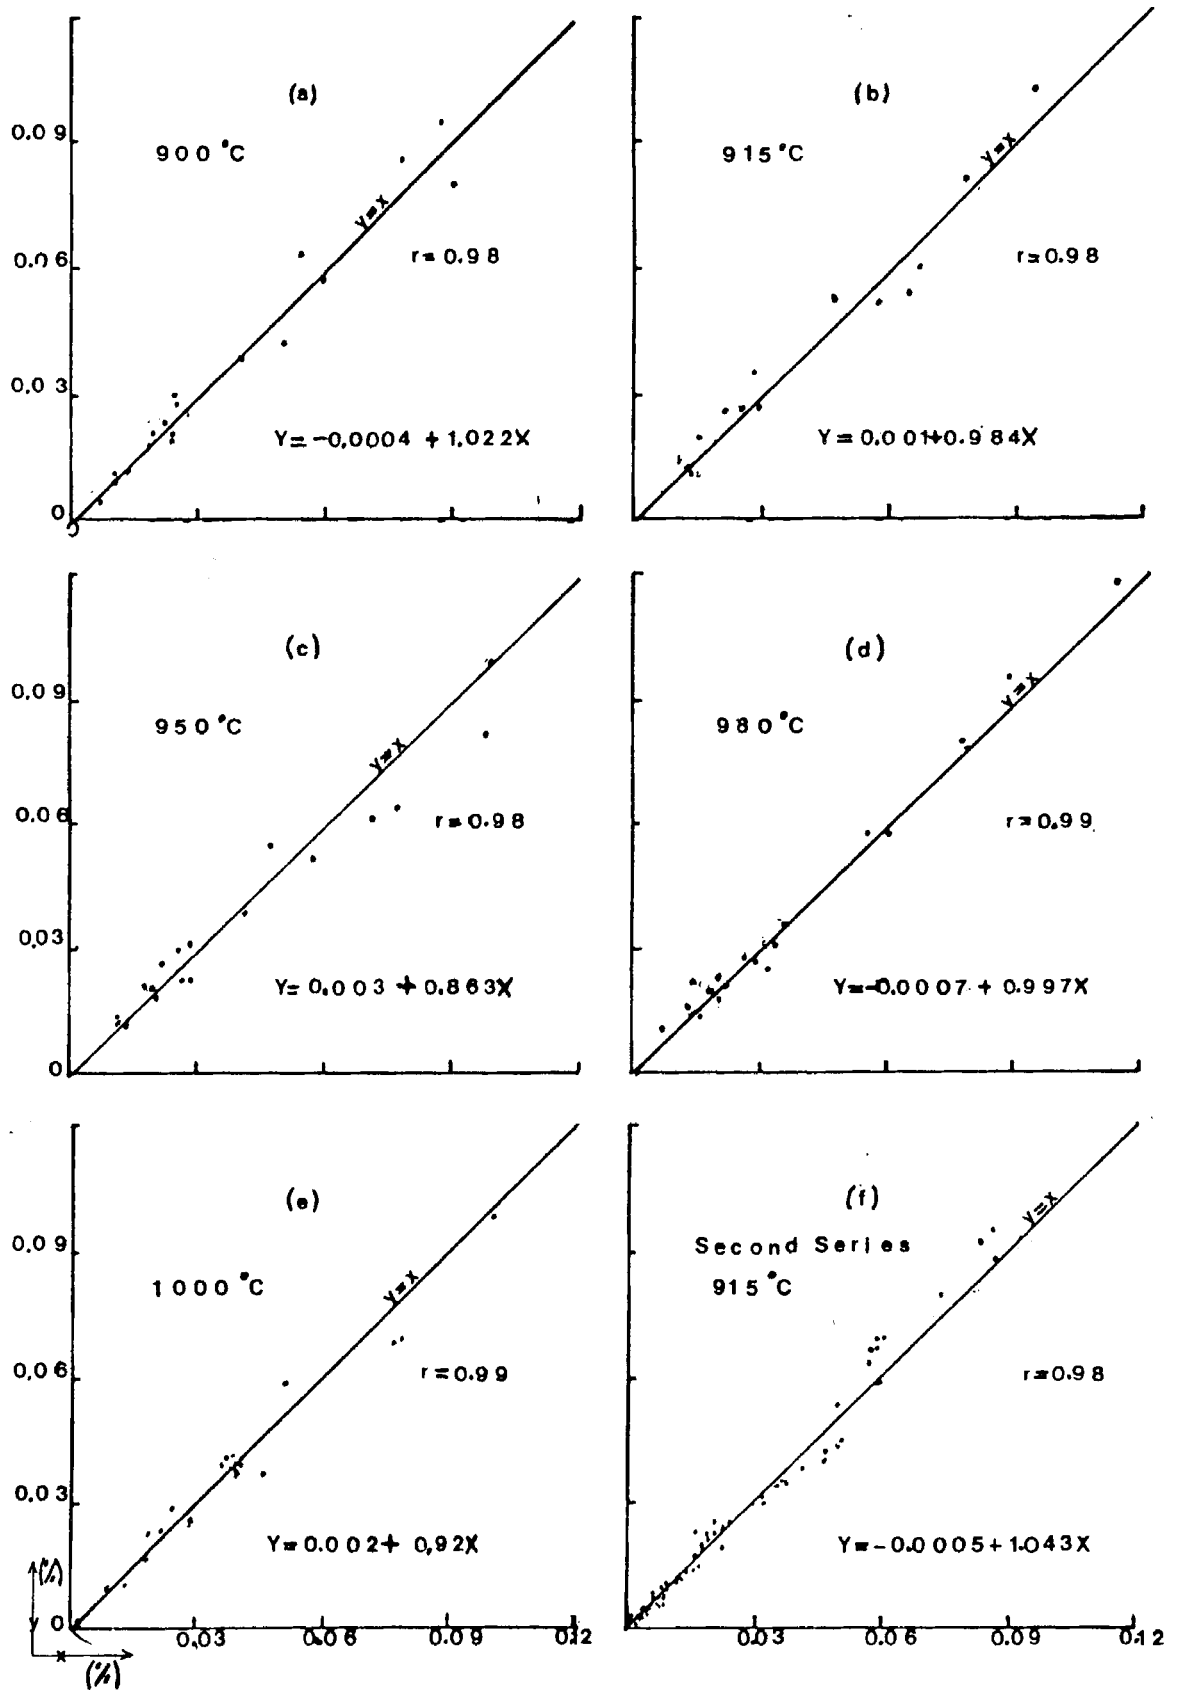 (a)
0.09
900 °C
Y=X
0.06
r=0.98
0.03
Y=-0.0004 + 1.022X
0
0
(b)
915 °C
Y=X
r=0.98
Y=0.001+0.984X
(c)
0.09
950 °C
Y=X
0.06
r=0.98
0.03
Y=0.003 + 0.863X
0
(d)
980 °C
Y=X
r=0.99
Y=-0.0007 + 0.997X
(e)
0.09
1000 °C
Y=X
0.06
r=0.99
0.03
Y=0.002+ 0,92X
(%)
0
Y
0.03 0.06 0.09 0.12
X
(%)
(f)
Y=X
Second Series
915 °C
r=0.98
Y=-0.0005+1.043X
0.03 0.06 0.09 0.12